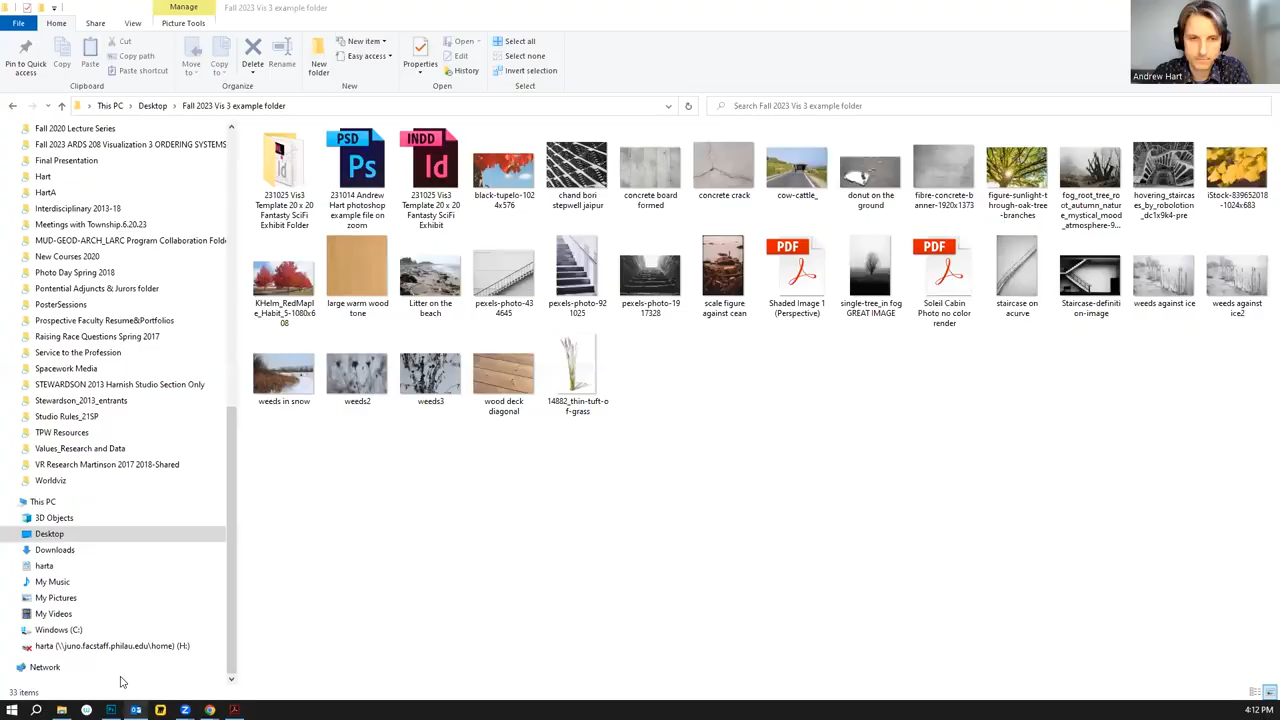 Manage
Fall 2023 Vis 3 example folder
File
Home
Share
View
Picture Tools
Pin to Quick access
Copy
Paste
Cut
Copy path
Paste shortcut
Clipboard
Move to
Copy to
Delete
Rename
Organize
New folder
New item
Easy access
New
Properties
Open
Edit
History
Open
Select all
Select none
Invert selection
Select
Andrew Hart
This PC > Desktop > Fall 2023 Vis 3 example folder
Search Fall 2023 Vis 3 example folder
Fall 2020 Lecture Series
Fall 2023 ARDS 208 Visualization 3 ORDERING SYSTEMS
Final Presentation
Hart
HartA
Interdisciplinary 2013-18
Meetings with Township.6.20.23
MUD-GEOD-ARCH_LARC Program Collaboration Fold
New Courses 2020
Photo Day Spring 2018
Pontential Adjuncts & Jurors folder
PosterSessions
Prospective Faculty Resume&Portfolios
Raising Race Questions Spring 2017
Service to the Profession
Spacework Media
STEWARDSON 2013 Harnish Studio Section Only
Stewardson_2013_entrants
Studio Rules_21SP
TPW Resources
Values_Research and Data
VR Research Martinson 2017 2018-Shared
Worldviz
This PC
3D Objects
Desktop
Downloads
harta
My Music
My Pictures
My Videos
Windows (C:)
harta (\\juno.facstaff.philau.edu\home) (H:)
Network
33 items
231025 Vis3
Template 20 x 20
Fantasy SciFi
Exhibit Folder
PSD
Ps
231014 Andrew
Hart photoshop
example file on
zoom
INDD
Id
231025 Vis3
Template 20 x 20
Fantasy SciFi
Exhibit
black-tupelo-102
4x576
chand bori
stepwell jaipur
concrete board
formed
concrete crack
cow-cattle_
donut on the
ground
fibre-concrete-b
anner-1920x1373
figure-sunlight-t
hrough-oak-tree
-branches
fog_root_tree_r
oot_autumn_nat
ure_mystical_mood
_atmosphere-9...
hovering_stairca
es_by_robolotion
_dc1x9k4-pre
iStock-839652018
-1024x683
KHelm_RedMapl
e_Habit_5-1080x6
08
large warm wood
tone
Litter on the
beach
pexels-photo-43
4645
pexels-photo-92
1025
pexels-photo-19
17328
scale figure
against cean
PDF
Shaded Image 1
(Perspective)
single-tree_in fog
GREAT IMAGE
PDF
Soleil Cabin
Photo no color
render
staircase on
acurve
Staircase-definiti
on-image
weeds against ice
weeds against
ice2
weeds in snow
weeds2
weeds3
wood deck
diagonal
14882_thin-tuft-o
f-grass
4:12 PM